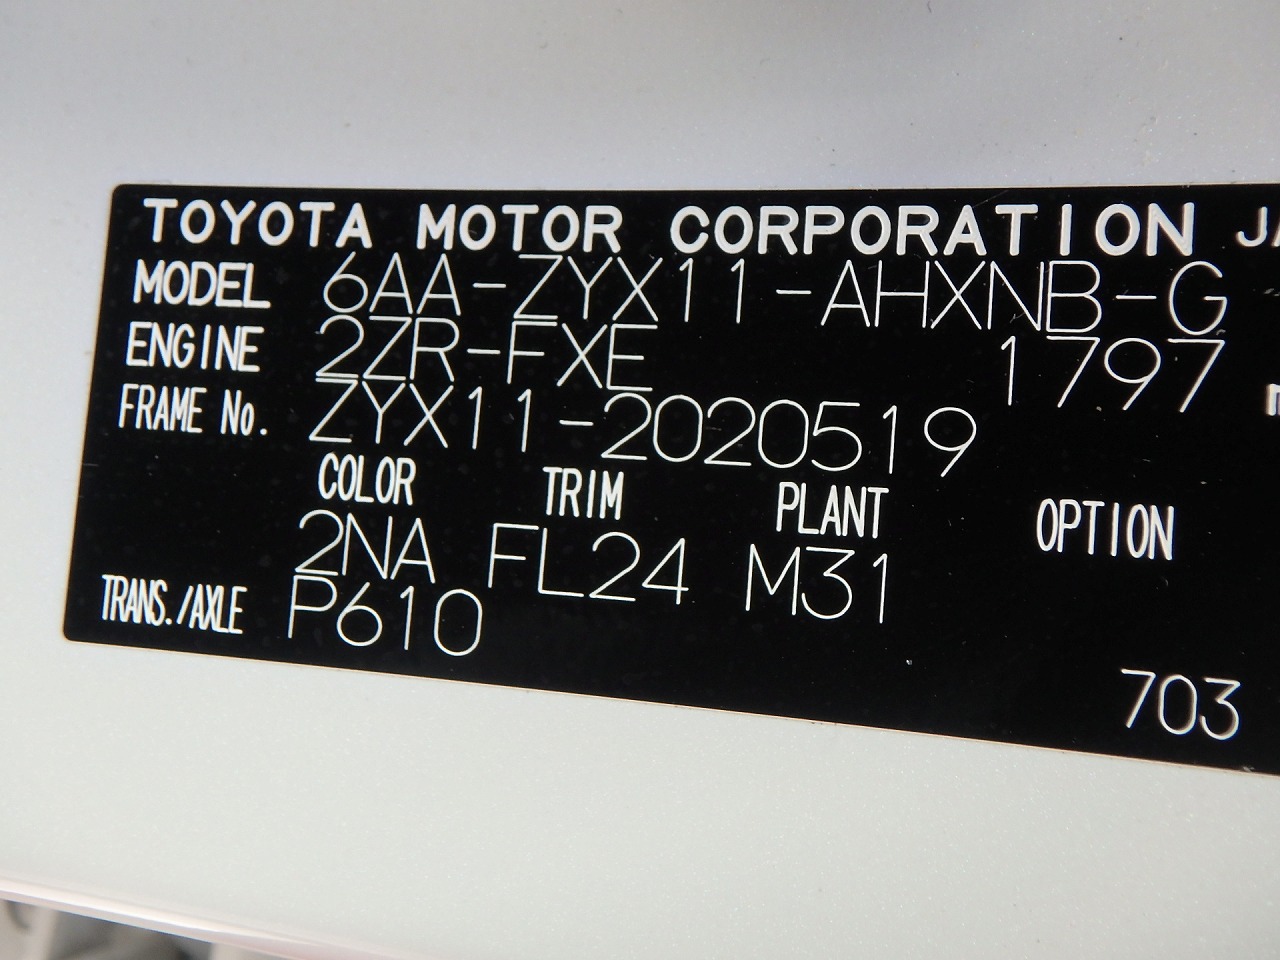 TOYOTA MOTOR CORPORATION JA
MODEL 6AA-ZYX11-AHXNB-G
ENGINE 2ZR-FXE 1797
FRAME No. ZYX11-2020519
COLOR TRIM PLANT OPTION
2NA FL24 M31
TRANS./AXLE P610
703